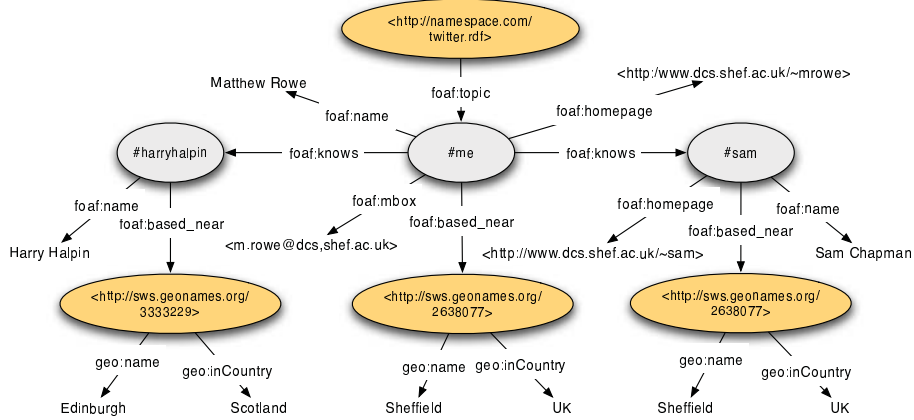 <http://namespace.com/
twitter.rdf>
Matthew Rowe
<http:/www.dcs.shef.ac.uk/~mrowe>
foaf:topic
foaf:name
foaf:homepage
#harryhalpin
foaf:knows
#me
foaf:knows
#sam
foaf:name
foaf:based_near
foaf:mbox
foaf:based_near
foaf:homepage
foaf:based_near
foaf:name
Harry Halpin
<m.rowe@dcs,shef.ac.uk>
<http://www.dcs.shef.ac.uk/~sam>
Sam Chapman
<http://sws.geonames.org/
3333229>
<http://sws.geonames.org/
2638077>
<http://sws.geonames.org/
2638077>
geo:name
geo:inCountry
geo:name
geo:inCountry
geo:name
geo:inCountry
Edinburgh
Scotland
Sheffield
UK
Sheffield
UK